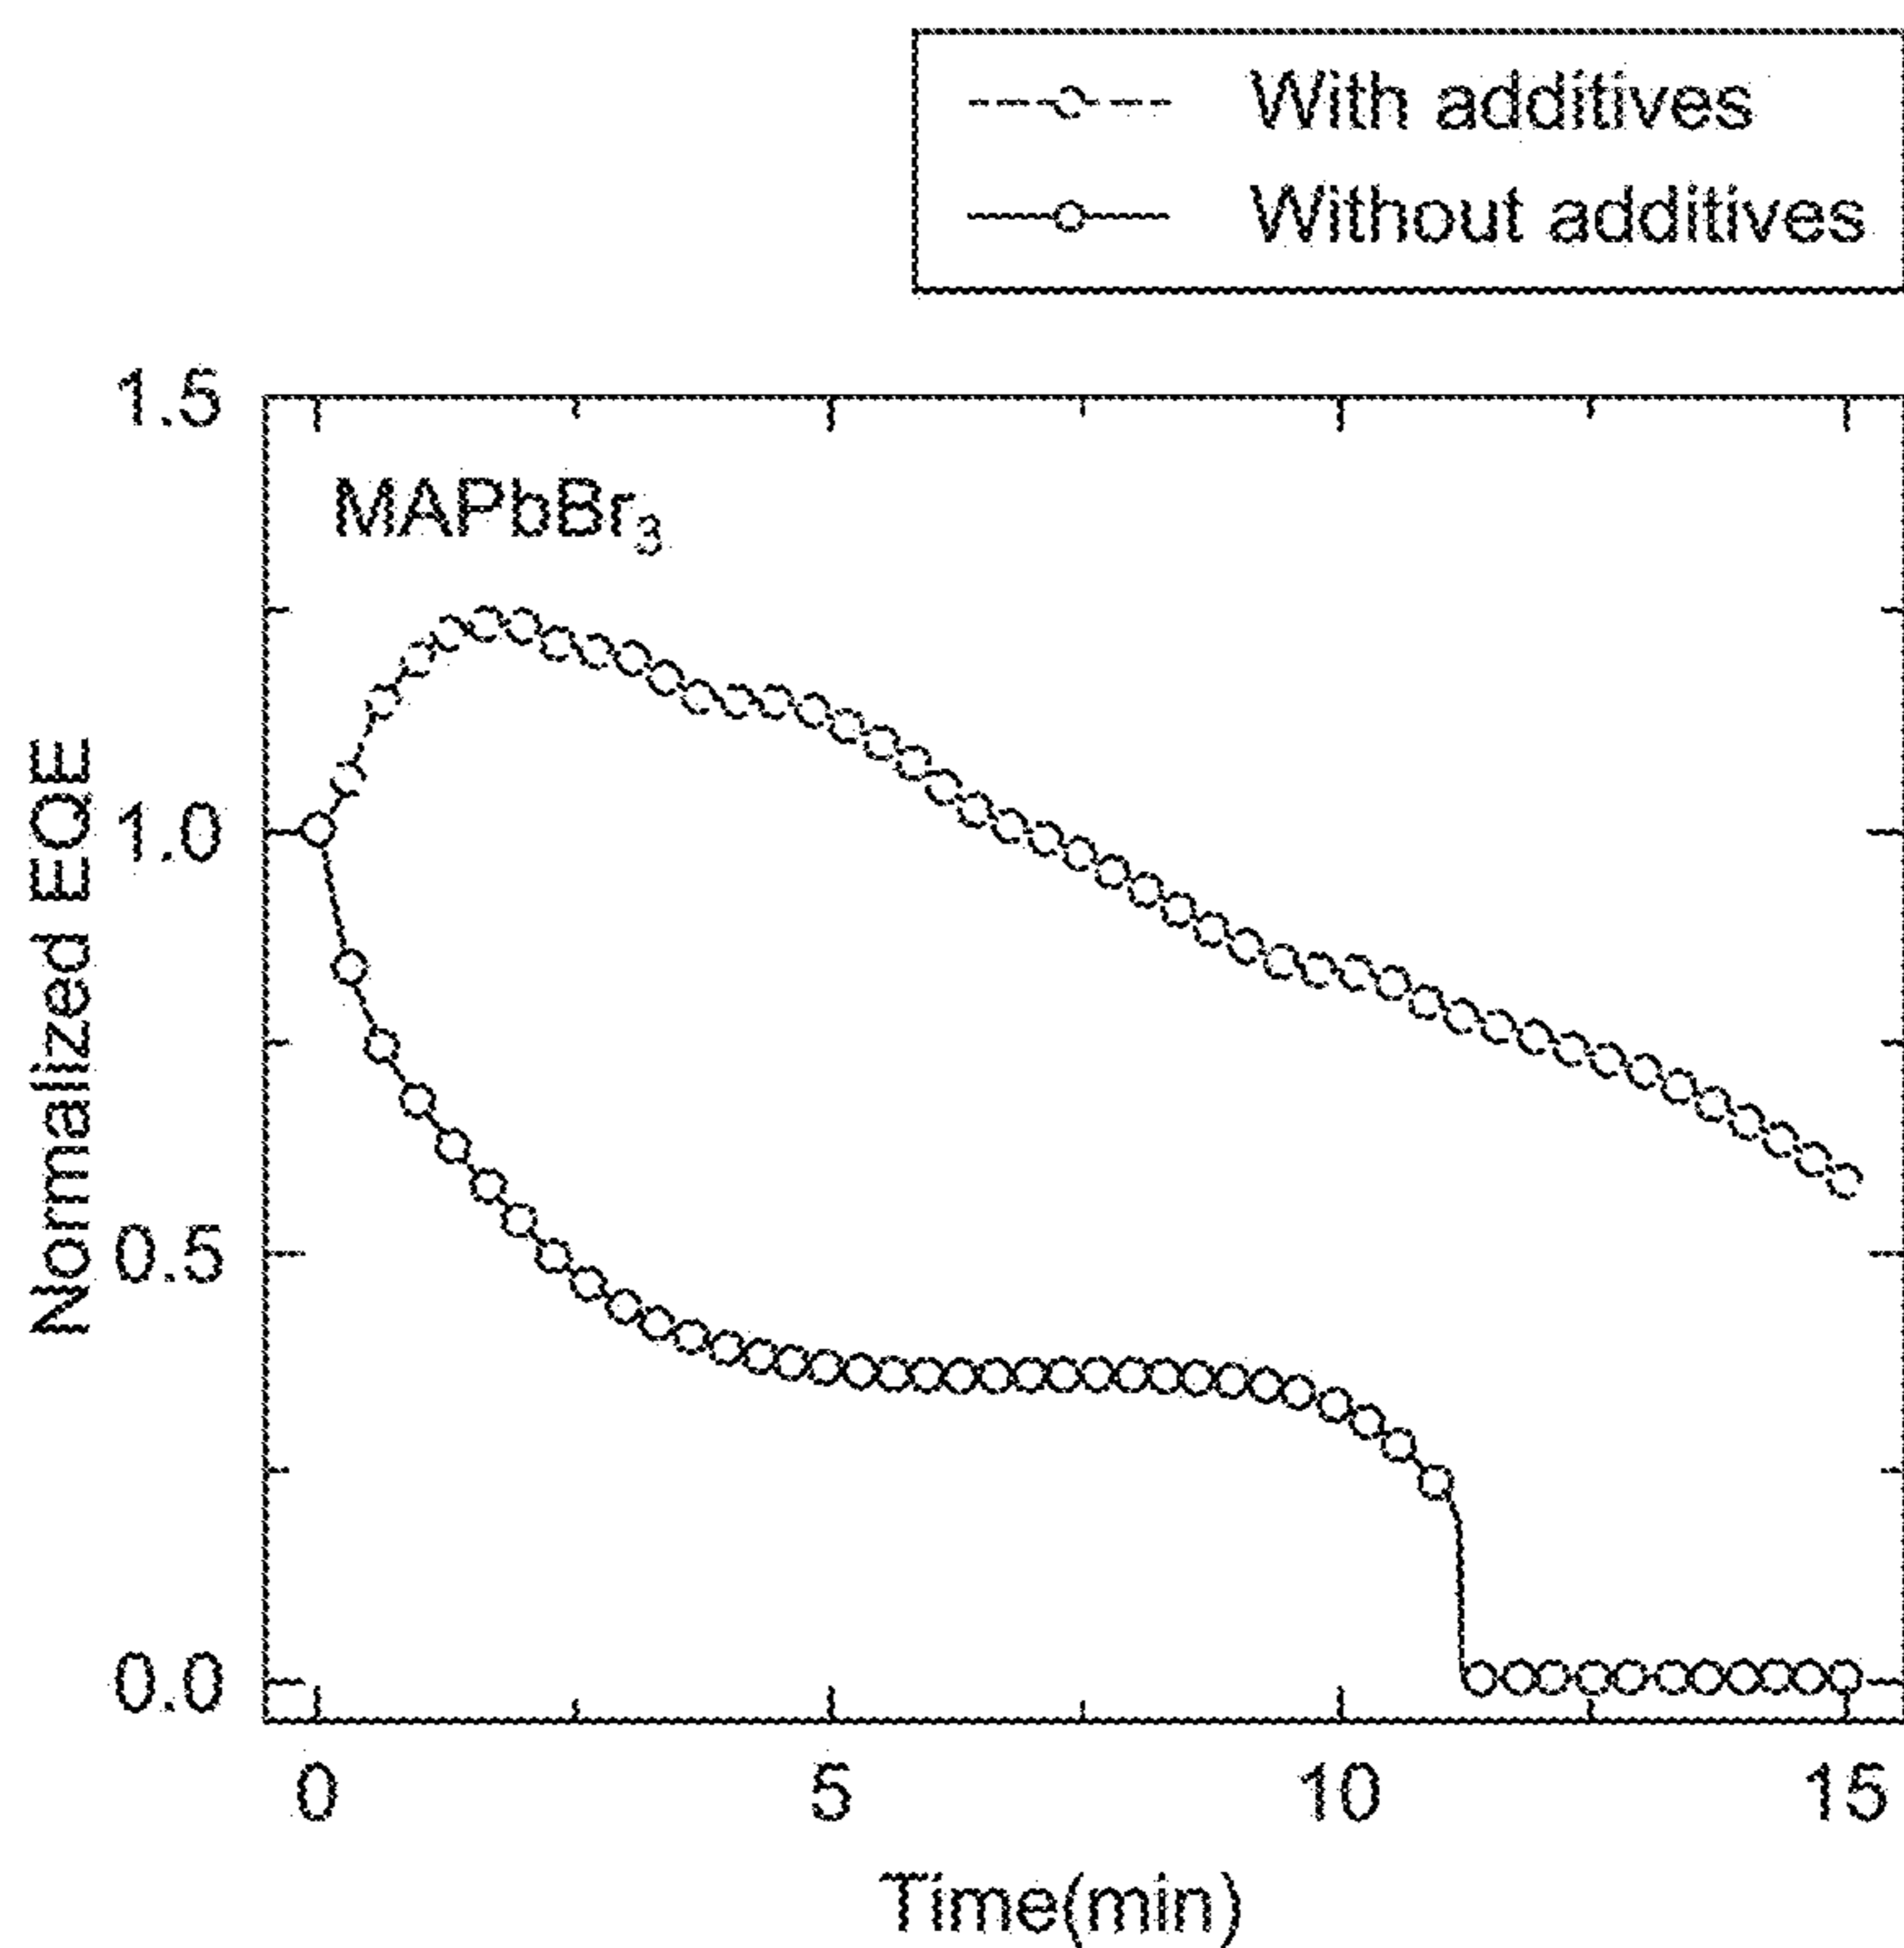 With additives
Without additives
1.5
MAPbBr₃
1.0
0.5
0.0
Normalized EQE
0 5 10 15
Time(min)